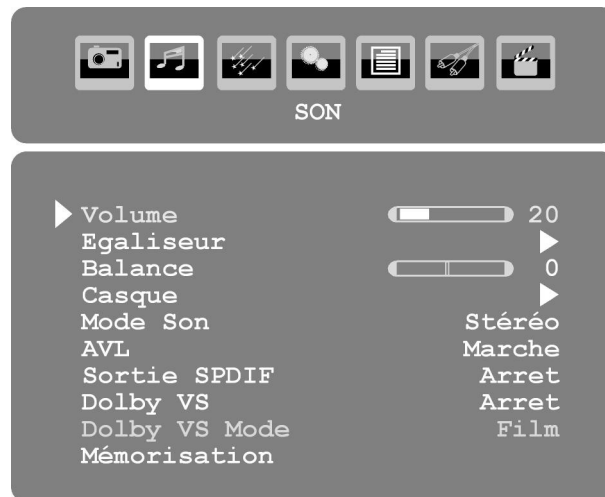 SON
Volume 20
Egaliseur
Balance 0
Casque
Mode Son Stéréo
AVL Marche
Sortie SPDIF Arret
Dolby VS Arret
Dolby VS Mode Film
Mémorisation